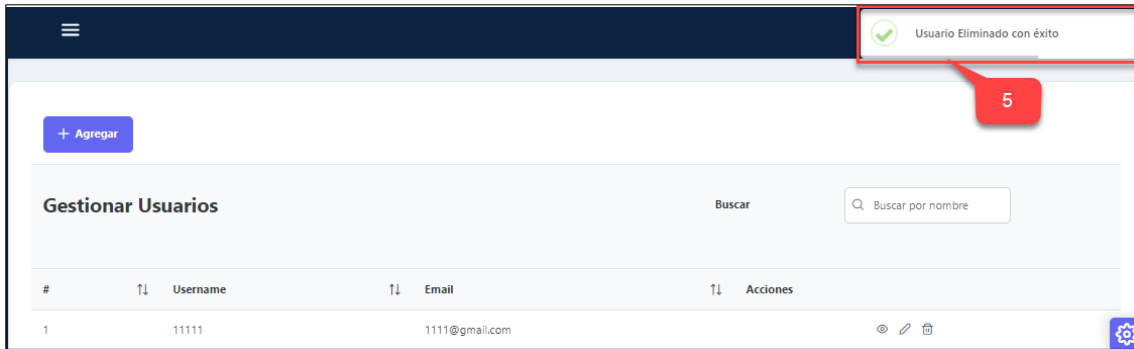 Usuario Eliminado con éxito
5
+ Agregar
Gestionar Usuarios
Buscar
Buscar por nombre
# Username Email Acciones
1 11111 1111@gmail.com